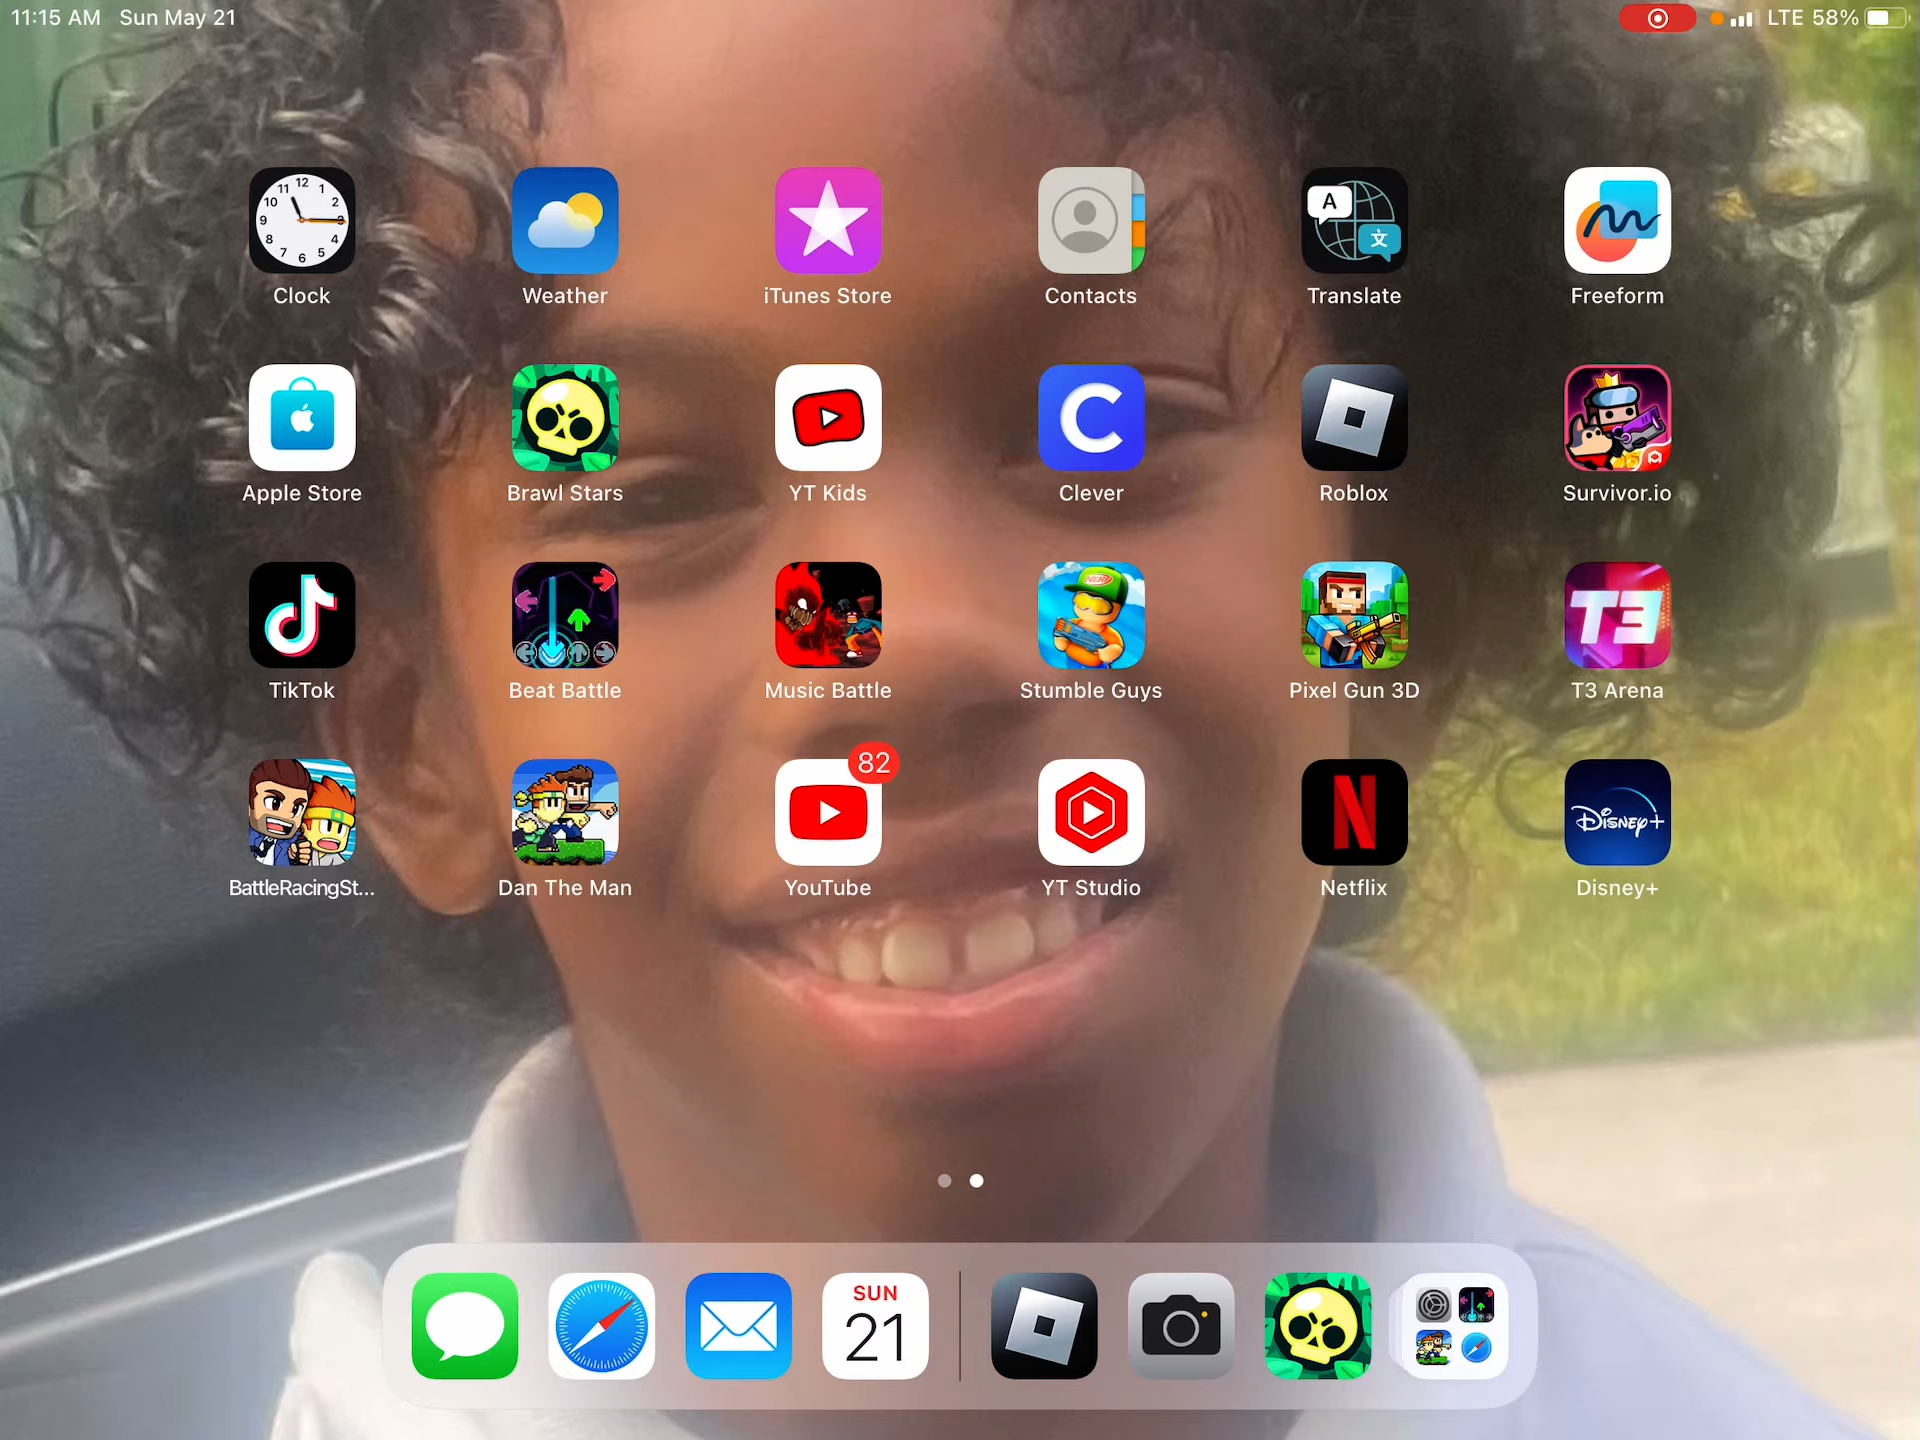 11:15 AM Sun May 21
LTE 58%
12
11 1
10 2
9 3
8 4
7 5
6
A
文
Clock Weather iTunes Store Contacts Translate Freeform
C
Apple Store Brawl Stars YT Kids Clever Roblox Survivor.io
NERF
T3
TikTok Beat Battle Music Battle Stumble Guys Pixel Gun 3D T3 Arena
82
N
Disney+
BattleRacingSt... Dan The Man YouTube YT Studio Netflix Disney+
SUN
21